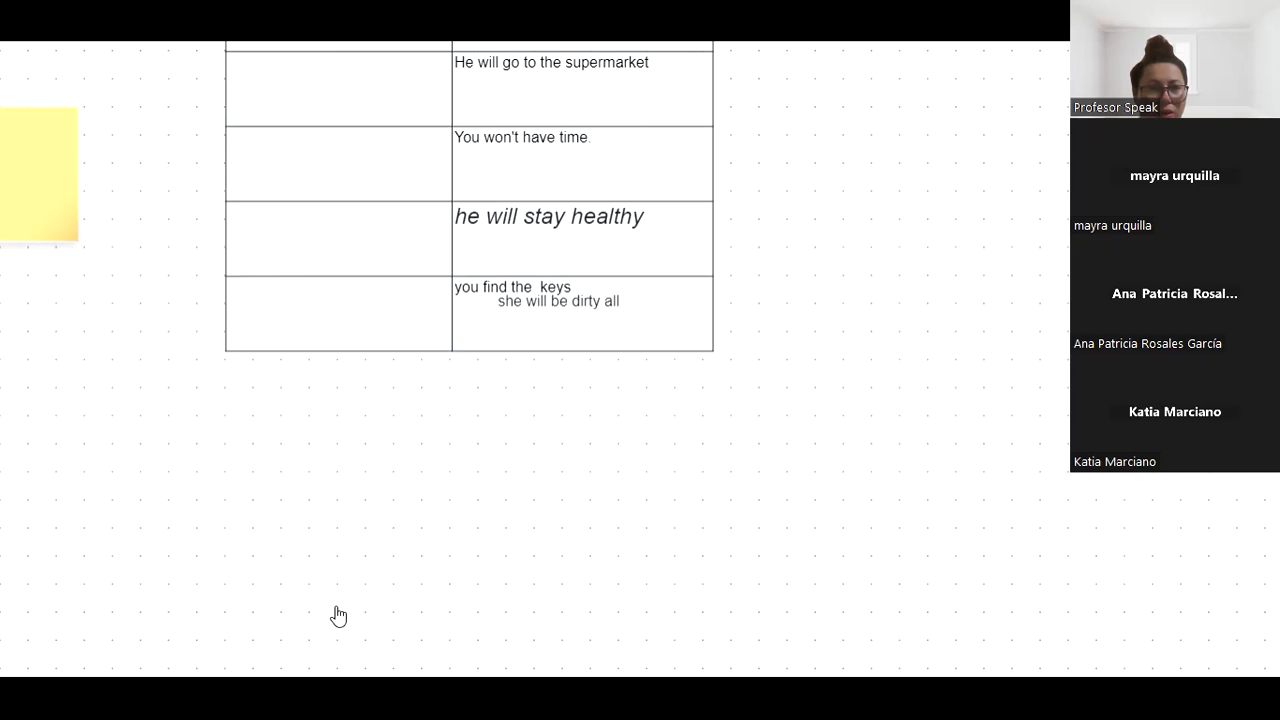 He will go to the supermarket
You won't have time.
he will stay healthy
you find the keys
she will be dirty all
Profesor Speak
mayra urquilla
mayra urquilla
Ana Patricia Rosal...
Ana Patricia Rosales García
Katia Marciano
Katia Marciano